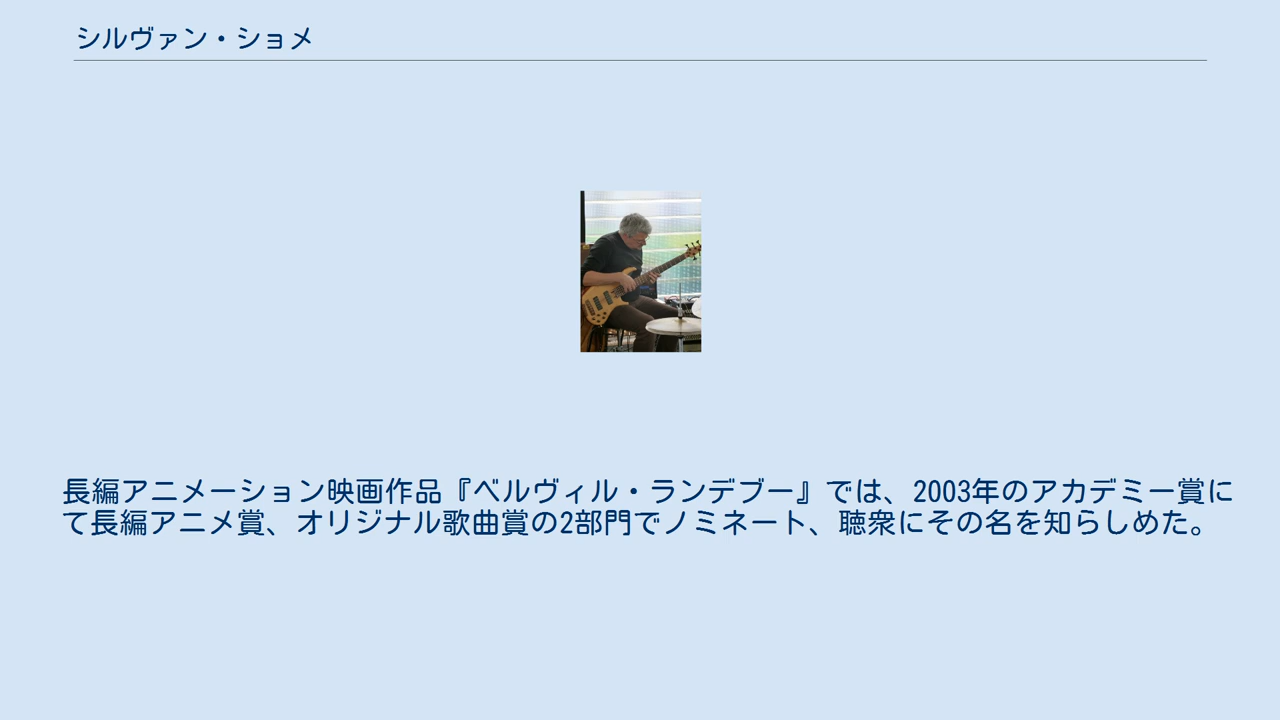 シルヴァン・ショメ
長編アニメーション映画作品『ベルヴィル・ランデブー』では、2003年のアカデミー賞に
て長編アニメ賞、オリジナル歌曲賞の2部門でノミネート、聴衆にその名を知らしめた。